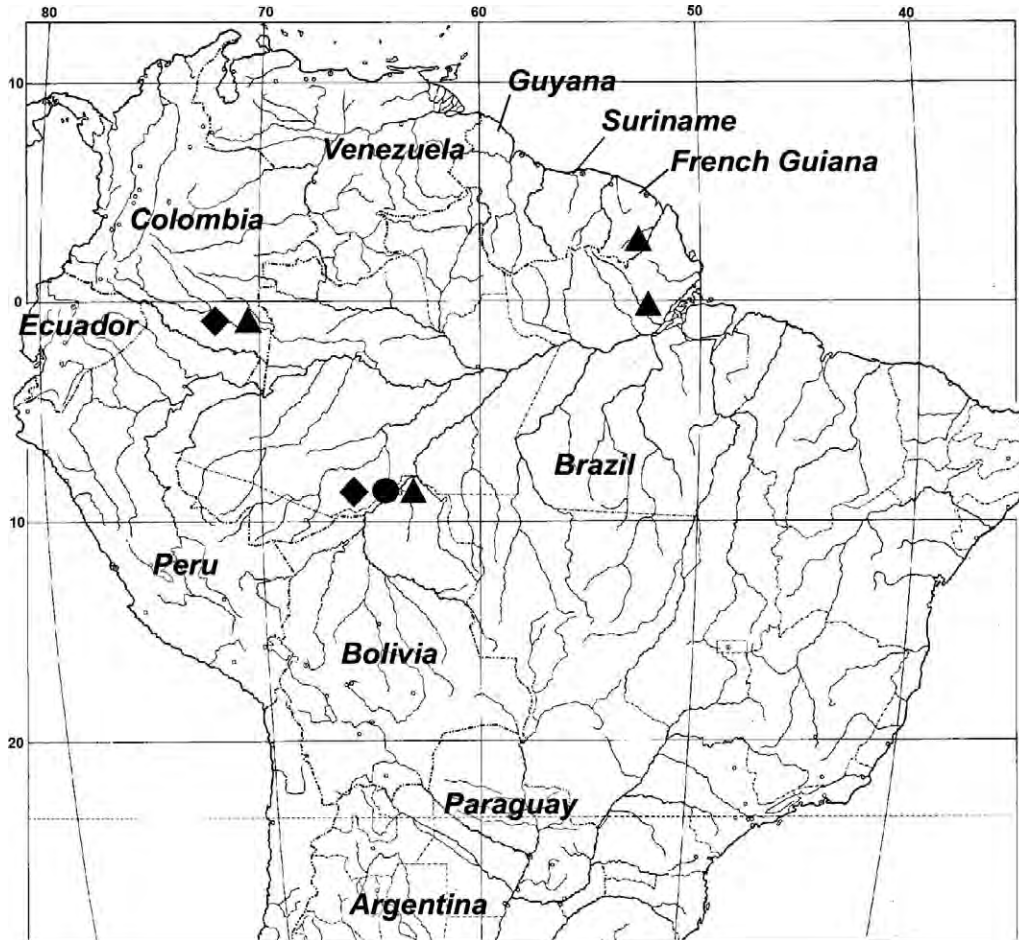 80 70 60 50 40
10
Guyana
Suriname
Venezuela
French Guiana
Colombia
0
Ecuador
Brazil
10
Peru
Bolivia
20
Paraguay
Argentina